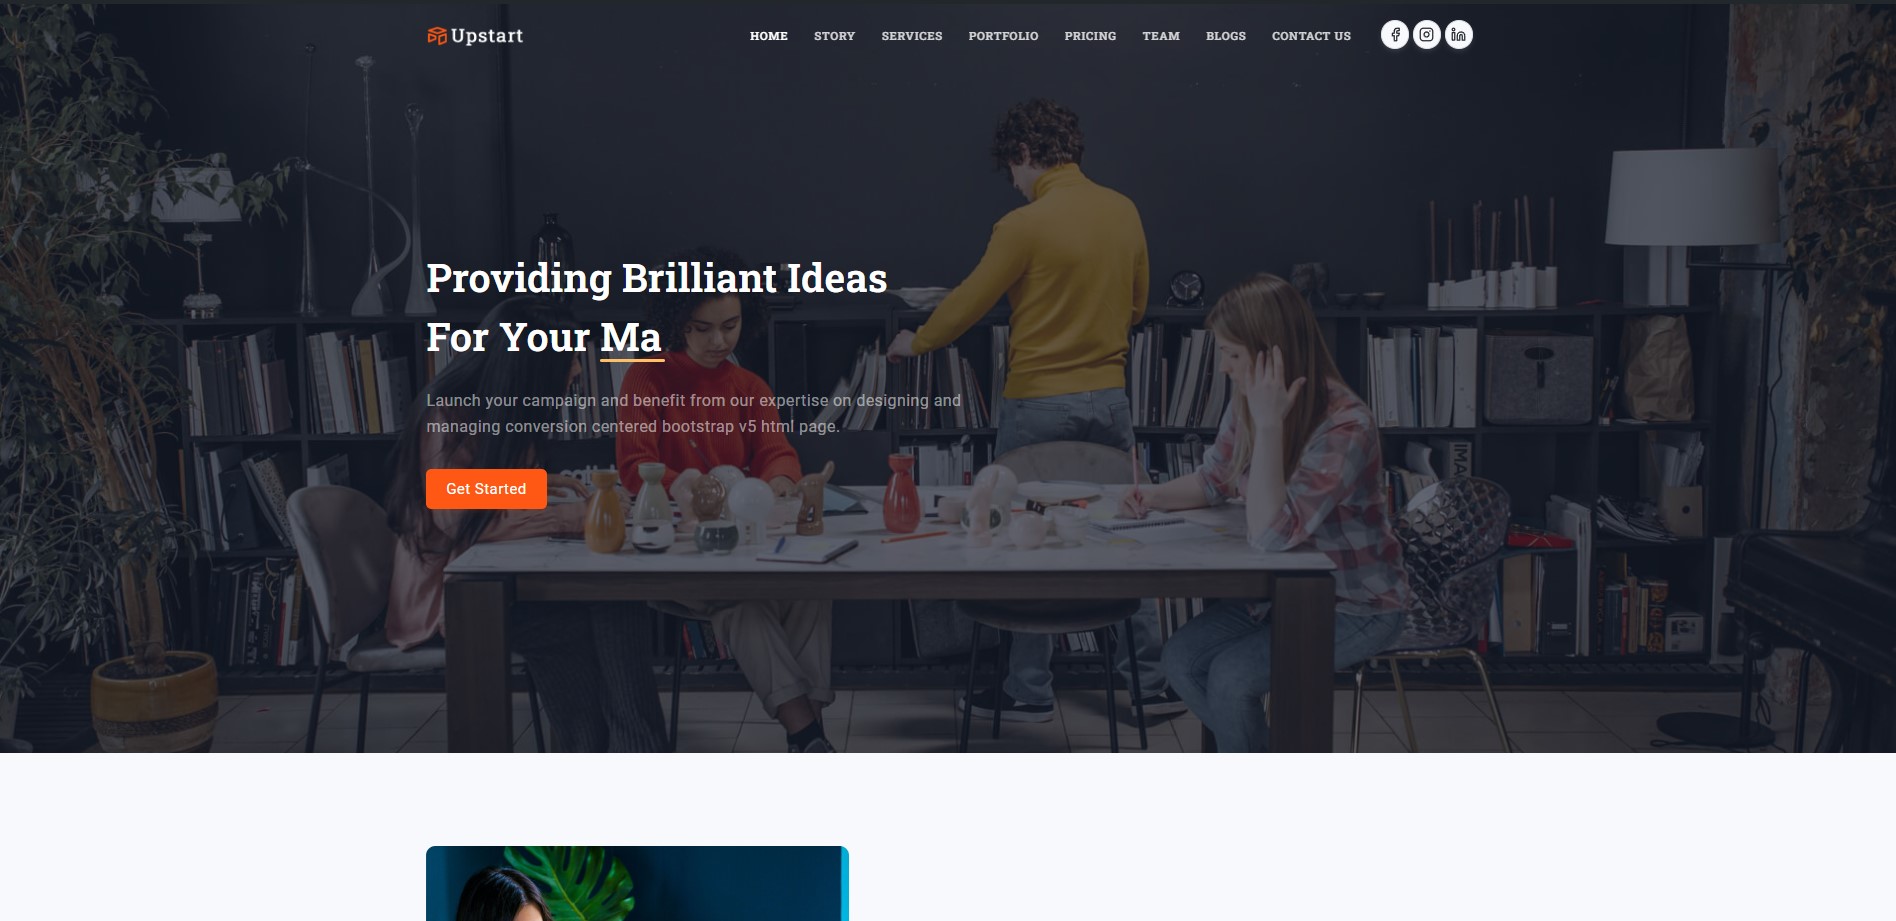 Upstart
HOME STORY SERVICES PORTFOLIO PRICING TEAM BLOGS CONTACT US
Providing Brilliant Ideas
For Your Ma
Launch your campaign and benefit from our expertise on designing and
managing conversion centered bootstrap v5 html page.
Get Started